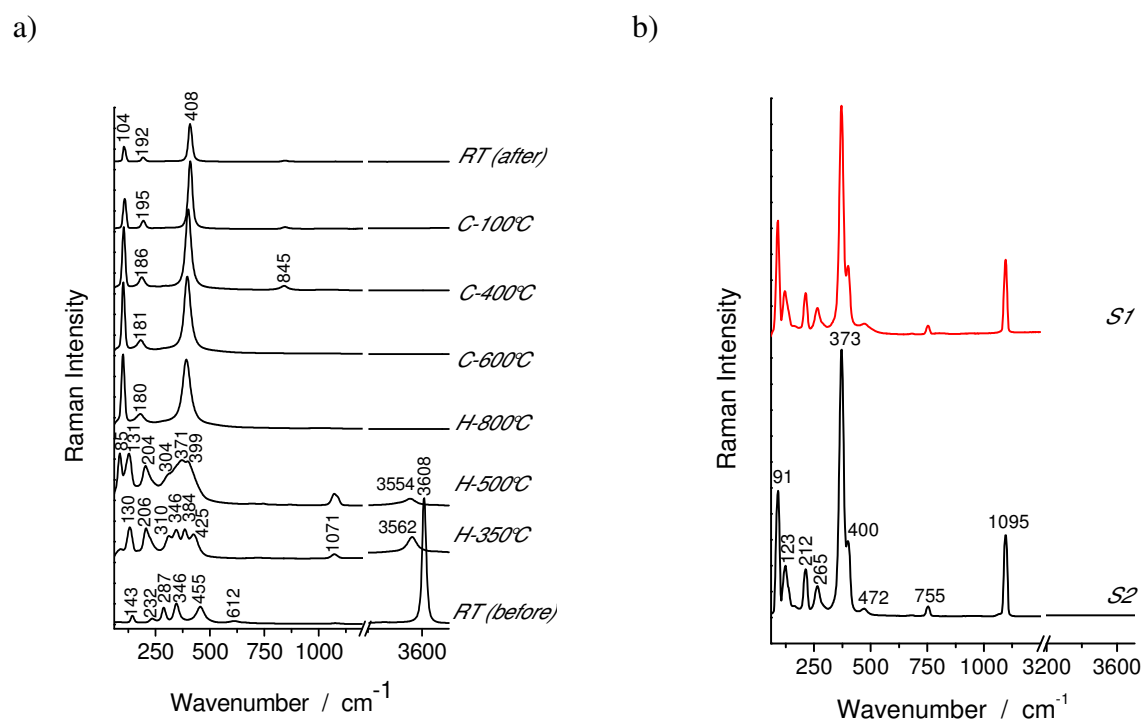 a)
b)
Raman Intensity
104 192 408 RT (after)
195 C-100℃
186 845 C-400℃
181 C-600℃
180 H-800℃
85 131 204 304 371 399 3554 3608 H-500℃
130 206 310 346 384 425 1071 3562 H-350℃
143 232 287 346 455 612 RT (before)
250 500 750 1000 3600
Wavenumber / cm-1
Raman Intensity
S1
91 123 212 265 373 400 472 755 1095 S2
250 500 750 1000 3200 3600
Wavenumber / cm-1